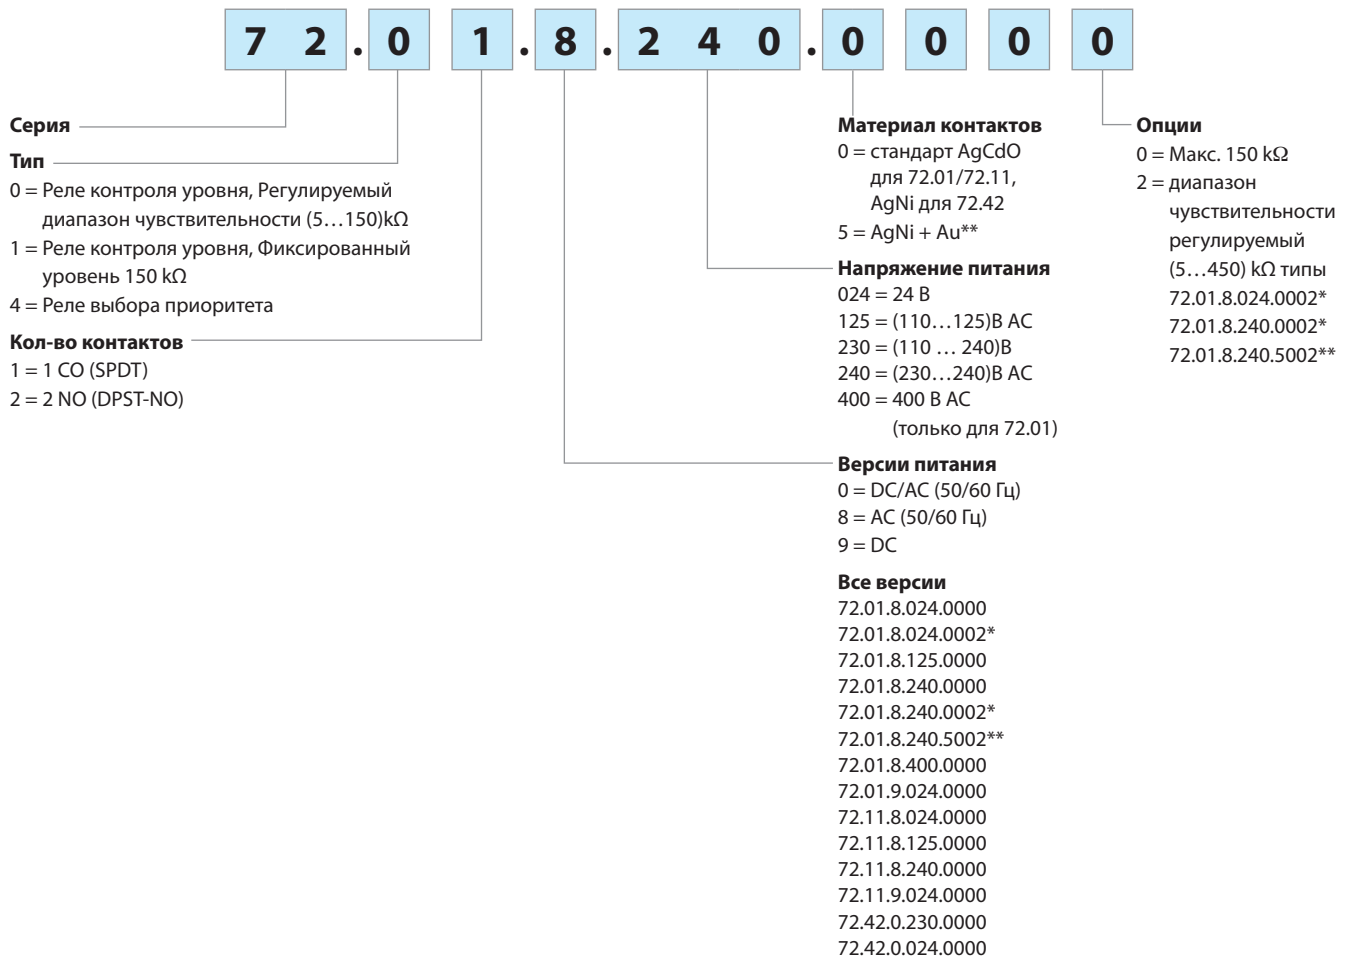 7 2 . 0 1 . 8 . 2 4 0 . 0 0 0 0
Серия
Тип
0 = Реле контроля уровня, Регулируемый
диапазон чувствительности (5…150)kΩ
1 = Реле контроля уровня, Фиксированный
уровень 150 kΩ
4 = Реле выбора приоритета
Кол-во контактов
1 = 1 CO (SPDT)
2 = 2 NO (DPST-NO)
Материал контактов
0 = стандарт AgCdO
для 72.01/72.11,
AgNi для 72.42
5 = AgNi + Au**
Напряжение питания
024 = 24 В
125 = (110…125)В AC
230 = (110 … 240)В
240 = (230…240)В AC
400 = 400 В AC
(только для 72.01)
Версии питания
0 = DC/AC (50/60 Гц)
8 = AC (50/60 Гц)
9 = DC
Все версии
72.01.8.024.0000
72.01.8.024.0002*
72.01.8.125.0000
72.01.8.240.0000
72.01.8.240.0002*
72.01.8.240.5002**
72.01.8.400.0000
72.01.9.024.0000
72.11.8.024.0000
72.11.8.125.0000
72.11.8.240.0000
72.11.9.024.0000
72.42.0.230.0000
72.42.0.024.0000
Опции
0 = Макс. 150 kΩ
2 = диапазон
чувствительности
регулируемый
(5…450) kΩ типы
72.01.8.024.0002*
72.01.8.240.0002*
72.01.8.240.5002**